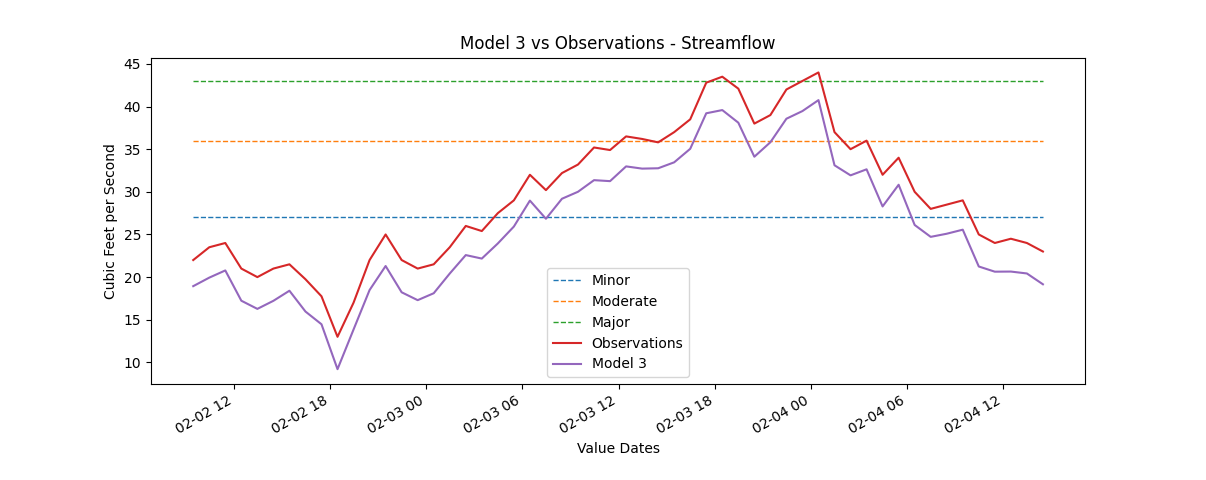 Model 3 vs Observations - Streamflow
Cubic Feet per Second
45
40
35
30
25
20
15
10
Minor
Moderate
Major
Observations
Model 3
02-02 12
02-02 18
02-03 00
02-03 06
02-03 12
02-03 18
02-04 00
02-04 06
02-04 12
Value Dates